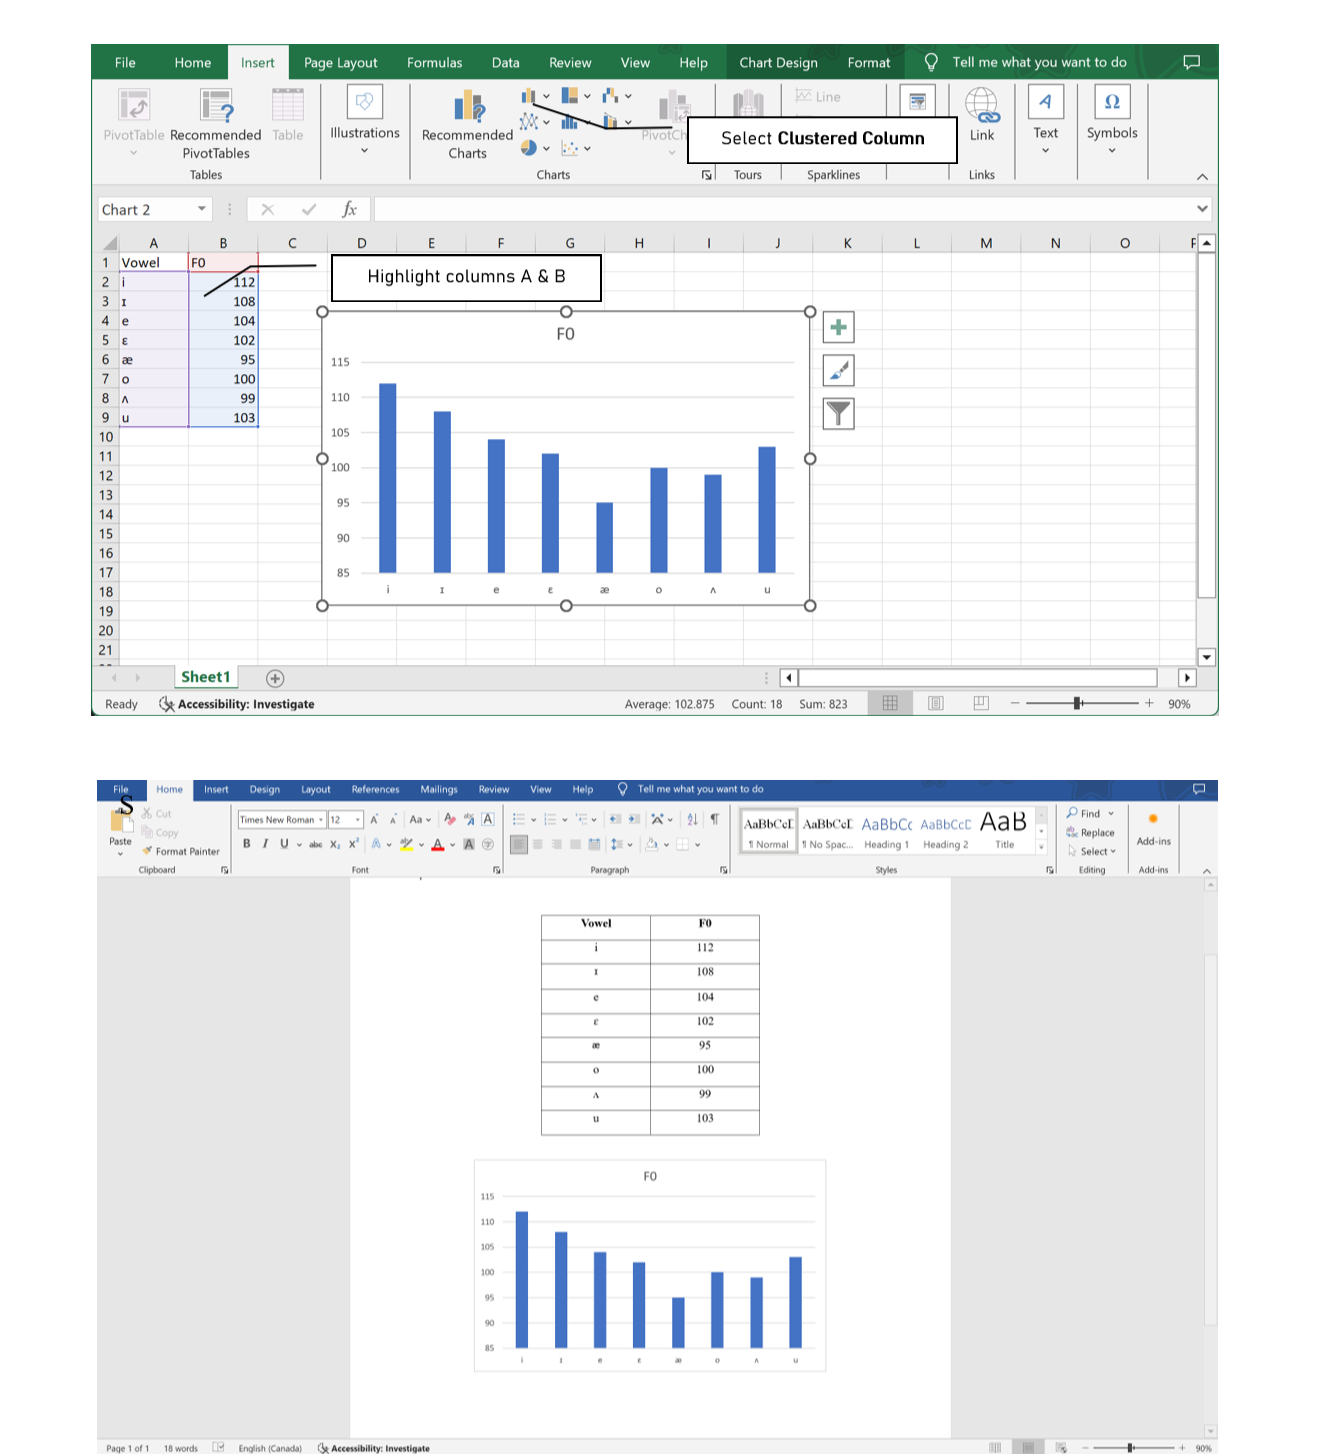 File Home Insert Page Layout Formulas Data Review View Help Chart Design Format Tell me what you want to do
PivotTable Recommended PivotTables Table Illustrations Recommended Charts PivotCh Line Link Text Symbols
Select Clustered Column
Tables Charts Tours Sparklines Links
Chart 2 fx
A B C D E F G H I J K L M N O
1 Vowel F0
2 i 112
3 ɪ 108
4 e 104
5 ɛ 102
6 æ 95
7 o 100
8 ʌ 99
9 u 103
10
11
12
13
14
15
16
17
18
19
20
21
Highlight columns A & B
F0
115
110
105
100
95
90
85
i ɪ e ɛ æ o ʌ u
Sheet1
Ready Accessibility: Investigate Average: 102.875 Count: 18 Sum: 823 90%
File Home Insert Design Layout References Mailings Review View Help Tell me what you want to do
S
Cut
Copy
Paste Format Painter
Times New Roman 12 Aa
B I U abc X₂ X² A A A
AaBbCcD AaBbCcD AaBbCc AaBbCcD AaB
¶ Normal ¶ No Spac... Heading 1 Heading 2 Title
Find
Replace
Select
Add-ins
Clipboard Font Paragraph Styles Editing Add-ins
Vowel F0
i 112
ɪ 108
e 104
ɛ 102
æ 95
o 100
ʌ 99
u 103
F0
115
110
105
100
95
90
85
i ɪ e ɛ æ o ʌ u
Page 1 of 1 18 words English (Canada) Accessibility: Investigate 90%